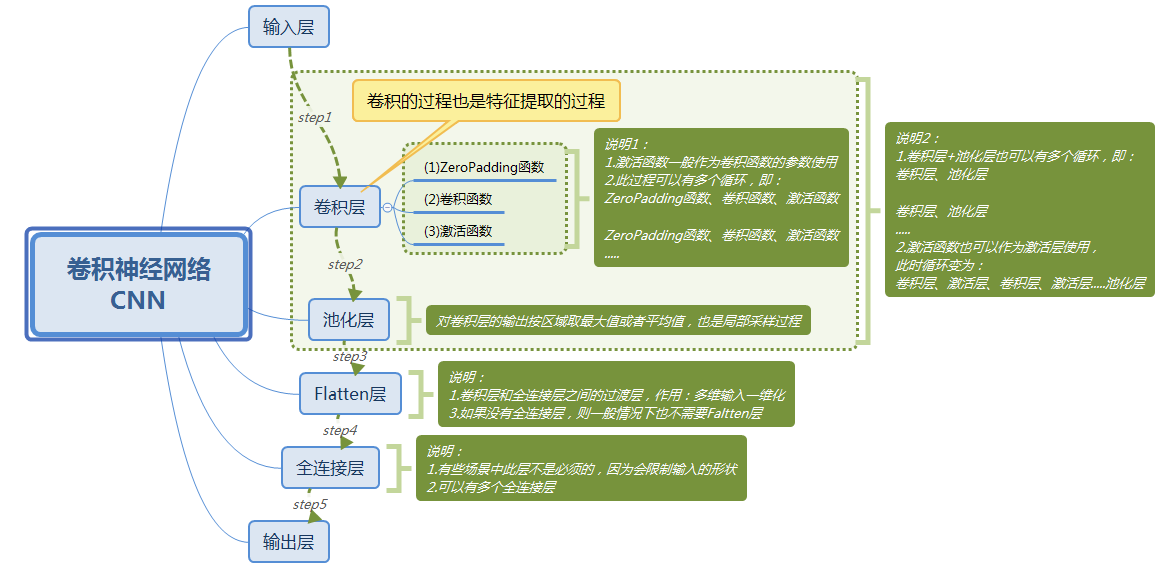 输入层
step1
卷积的过程也是特征提取的过程
卷积层
(1)ZeroPadding函数
(2)卷积函数
(3)激活函数
说明1：
1.激活函数一般作为卷积函数的参数使用
2.此过程可以有多个循环，即：
ZeroPadding函数、卷积函数、激活函数
ZeroPadding函数、卷积函数、激活函数
.....
说明2：
1.卷积层+池化层也可以有多个循环，即：
卷积层、池化层
卷积层、池化层
.....
2.激活函数也可以作为激活层使用，
此时循环变为：
卷积层、激活层、卷积层、激活层.....池化层
卷积神经网络
CNN
step2
池化层
对卷积层的输出按区域取最大值或者平均值，也是局部采样过程
step3
Flatten层
说明：
1.卷积层和全连接层之间的过渡层，作用：多维输入一维化
3.如果没有全连接层，则一般情况下也不需要Faltten层
step4
全连接层
说明：
1.有些场景中此层不是必须的，因为会限制输入的形状
2.可以有多个全连接层
step5
输出层